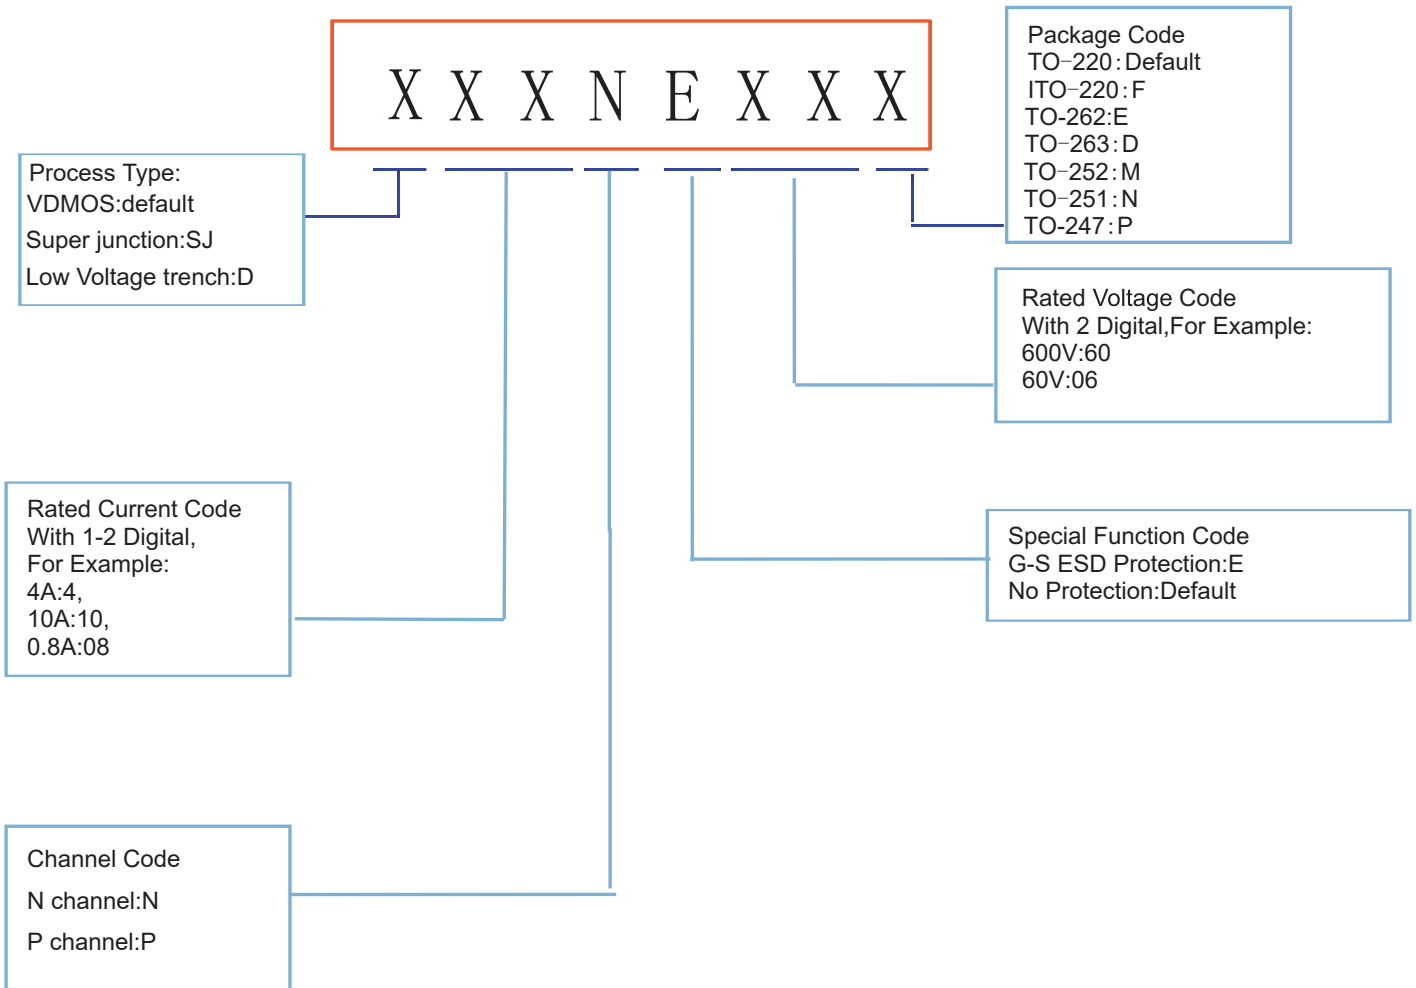 X X X N E X X X
Package Code
TO-220:Default
ITO-220:F
TO-262:E
TO-263:D
TO-252:M
TO-251:N
TO-247:P
Process Type:
VDMOS:default
Super junction:SJ
Low Voltage trench:D
Rated Voltage Code
With 2 Digital,For Example:
600V:60
60V:06
Rated Current Code
With 1-2 Digital,
For Example:
4A:4,
10A:10,
0.8A:08
Special Function Code
G-S ESD Protection:E
No Protection:Default
Channel Code
N channel:N
P channel:P